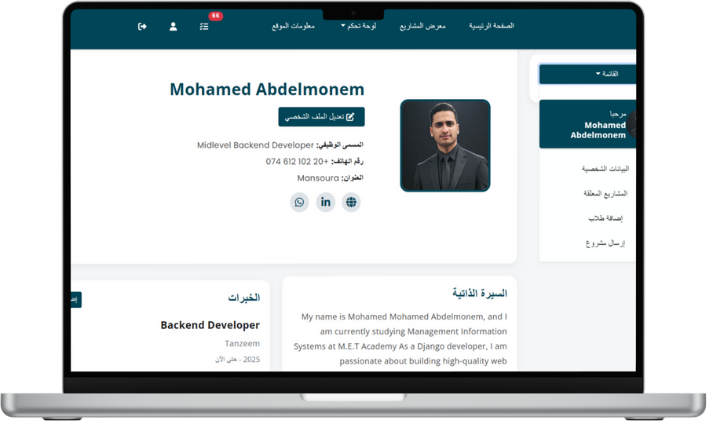 الصفحة الرئيسية
معرض المشاريع
لوحة تحكم
معلومات الموقع
66
القائمة
مرحبا
Mohamed
Abdelmonem
البيانات الشخصية
المشاريع المعلقة
إضافة طلاب
إرسال مشروع
Mohamed Abdelmonem
تعديل الملف الشخصي
المسمى الوظيفي: Midlevel Backend Developer
رقم الهاتف: +20 102 612 074
العنوان: Mansoura
in
السيرة الذاتية
My name is Mohamed Mohamed Abdelmonem, and I
am currently studying Management Information
Systems at M.E.T Academy As a Django developer, I am
passionate about building high-quality web
الخبرات
Backend Developer
Tanzeem
2025 - حتى الآن